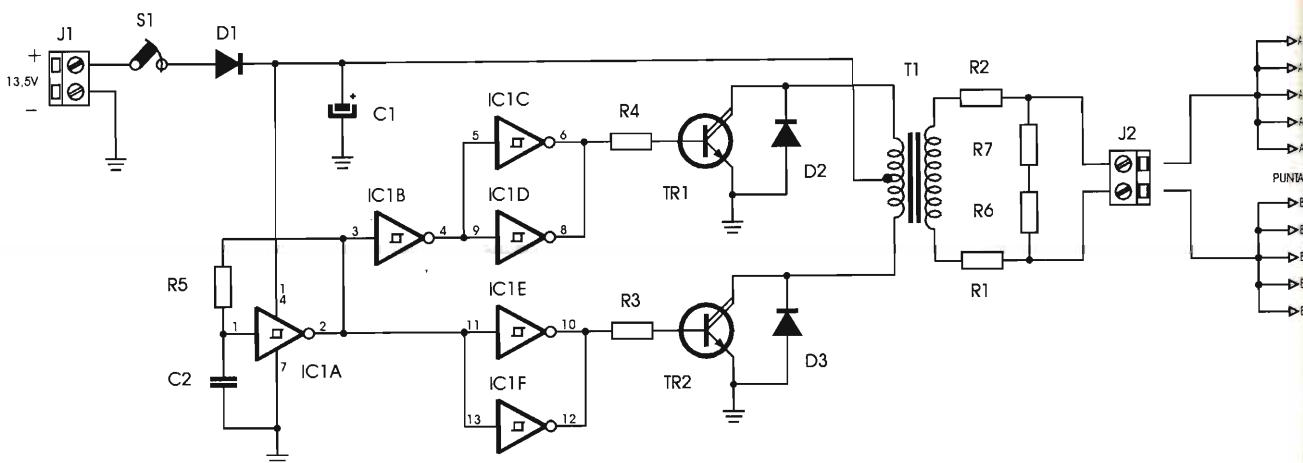 J1
S1
D1
+
13,5V
−
+
C1
IC1C
5
6
R4
TR1
D2
T1
R2
R7
R6
R1
J2
A
A
A
A
A
PUNTA
B
B
B
B
B
IC1B
3
4
IC1D
9
8
R5
1
1
4
2
7
IC1A
C2
IC1E
11
10
R3
TR2
D3
IC1F
13
12